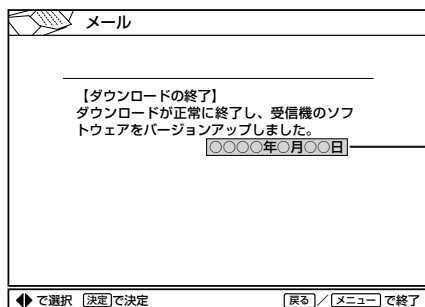 メール
【ダウンロードの終了】
ダウンロードが正常に終了し、受信機のソフ
トウェアをバージョンアップしました。
○○○○年○月○○日
で選択 決定で決定 戻る／メニューで終了